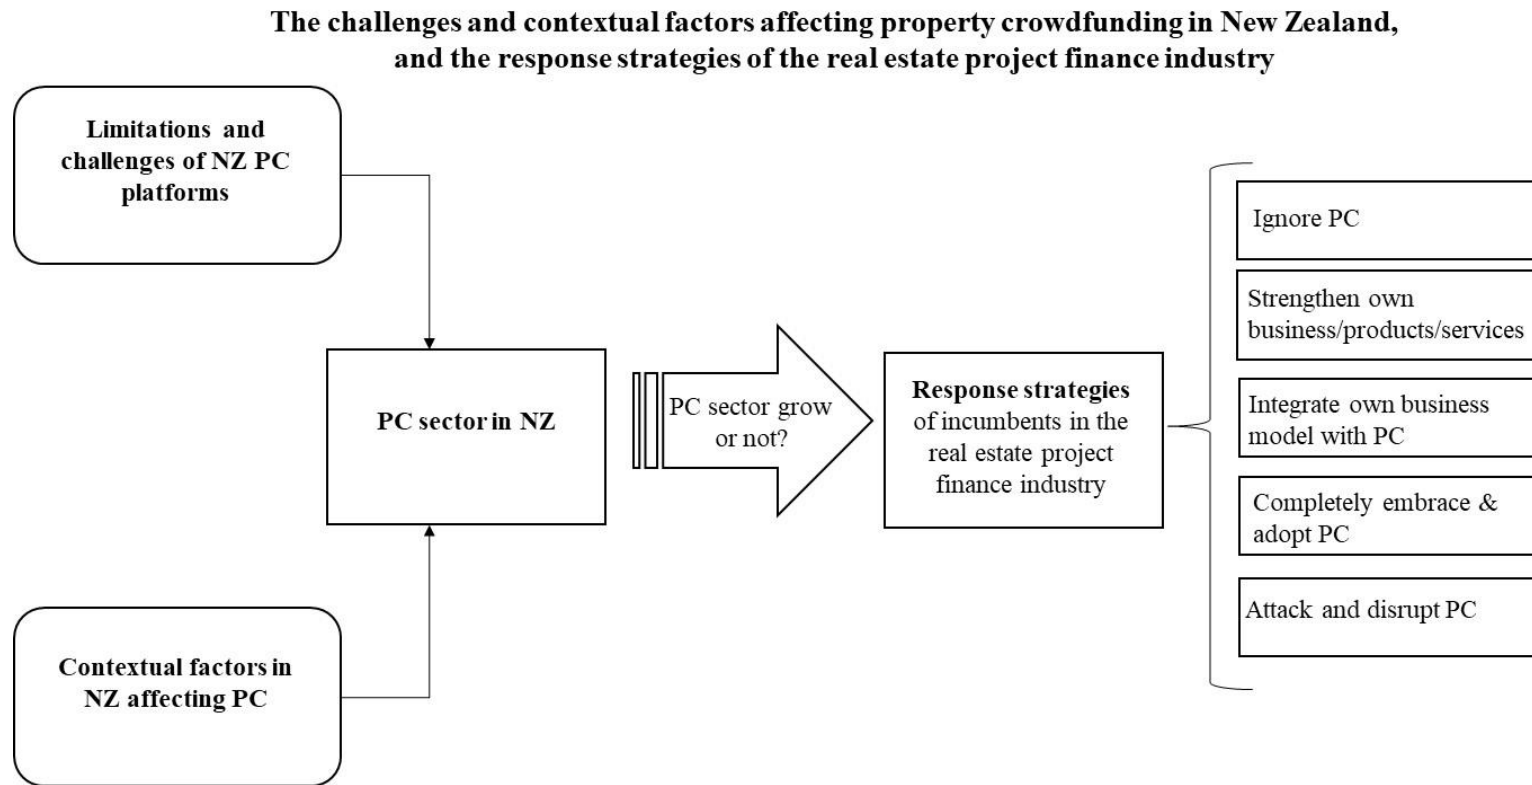 The challenges and contextual factors affecting property crowdfunding in New Zealand,
and the response strategies of the real estate project finance industry
Limitations and
challenges of NZ PC
platforms
PC sector in NZ
Contextual factors in
NZ affecting PC
PC sector grow
or not?
Response strategies
of incumbents in the
real estate project
finance industry
Ignore PC
Strengthen own
business/products/services
Integrate own business
model with PC
Completely embrace &
adopt PC
Attack and disrupt PC